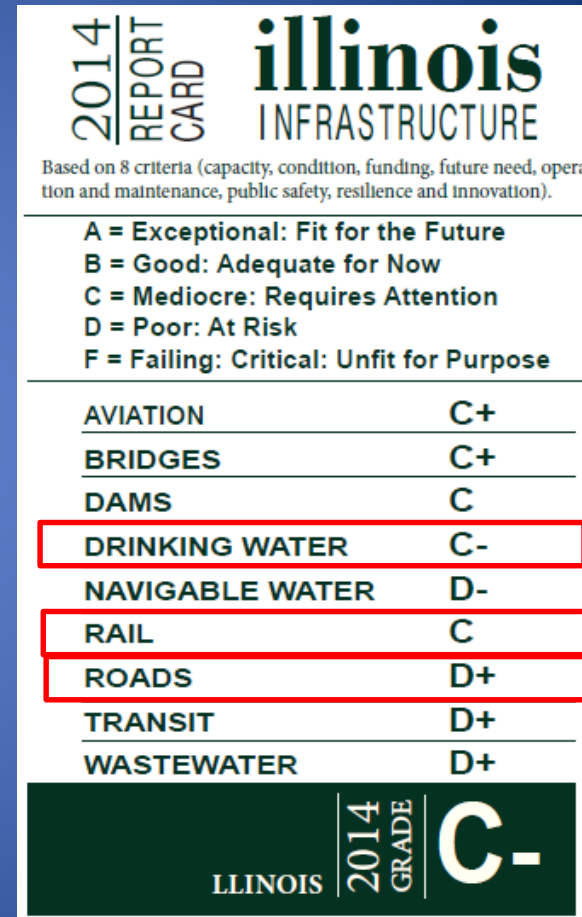 2014
REPORT
CARD
illinois
INFRASTRUCTURE
Based on 8 criteria (capacity, condition, funding, future need, opera
tion and maintenance, public safety, resilience and innovation).
A = Exceptional: Fit for the Future
B = Good: Adequate for Now
C = Mediocre: Requires Attention
D = Poor: At Risk
F = Failing: Critical: Unfit for Purpose
AVIATION C+
BRIDGES C+
DAMS C
DRINKING WATER C-
NAVIGABLE WATER D-
RAIL C
ROADS D+
TRANSIT D+
WASTEWATER D+
LLINOIS
2014
GRADE
C-